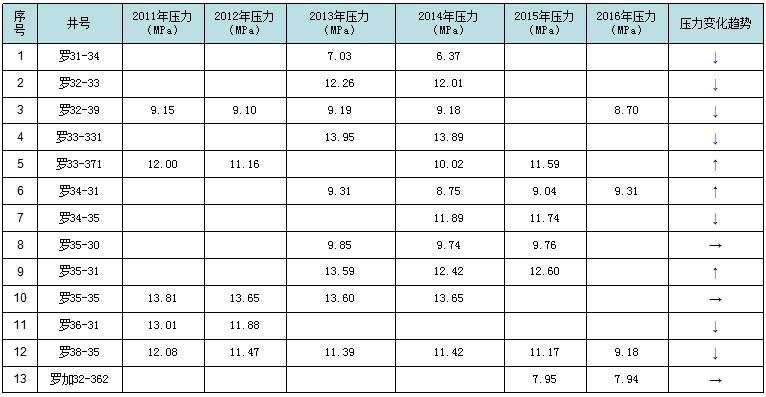 序号 井号 2011年压力（MPa） 2012年压力（MPa） 2013年压力（MPa） 2014年压力（MPa） 2015年压力（MPa） 2016年压力（MPa） 压力变化趋势
1 罗31-34 7.03 6.37 ↓
2 罗32-33 12.26 12.01 ↓
3 罗32-39 9.15 9.10 9.19 9.18 8.70 ↓
4 罗33-331 13.95 13.89 ↓
5 罗33-371 12.00 11.16 10.02 11.59 ↑
6 罗34-31 9.31 8.75 9.04 9.31 ↑
7 罗34-35 11.89 11.74 ↓
8 罗35-30 9.85 9.74 9.76 →
9 罗35-31 13.59 12.42 12.60 ↑
10 罗35-35 13.81 13.65 13.60 13.65 →
11 罗36-31 13.01 11.88 ↓
12 罗38-35 12.08 11.47 11.39 11.42 11.17 9.18 ↓
13 罗加32-362 7.95 7.94 →